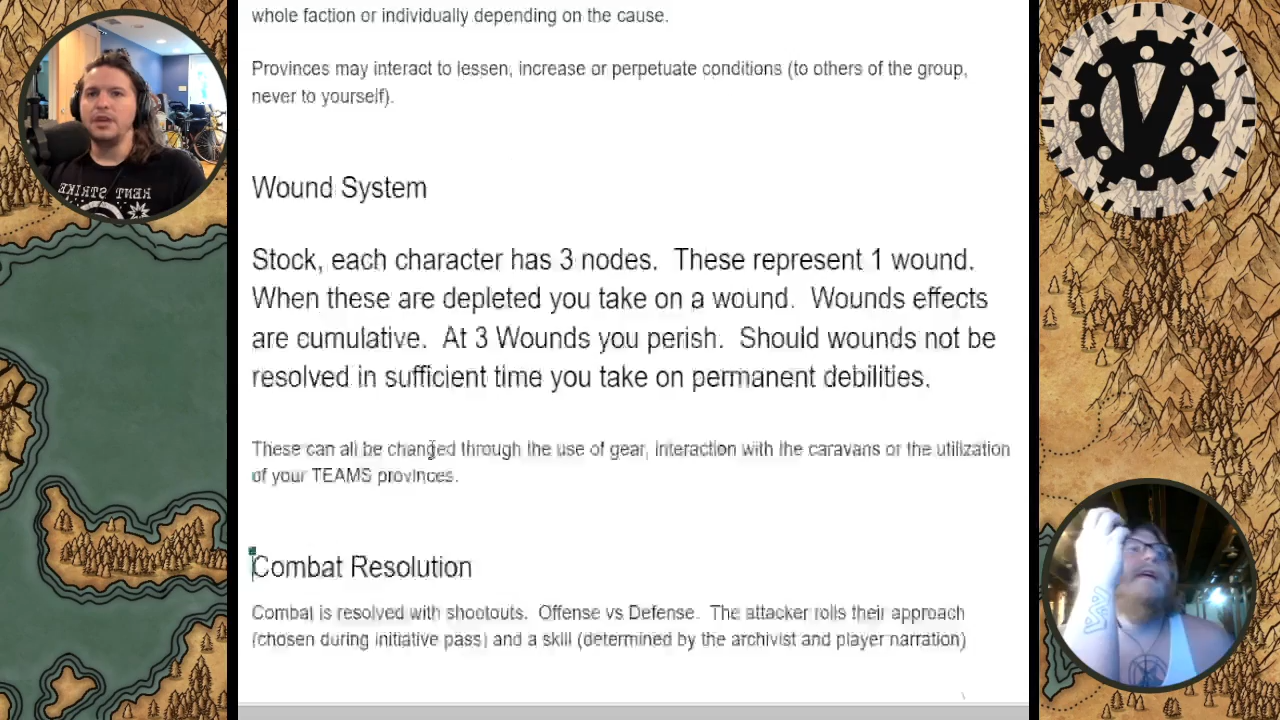 whole faction or individually depending on the cause.
Provinces may interact to lessen, increase or perpetuate conditions (to others of the group,
never to yourself).
Wound System
Stock, each character has 3 nodes.  These represent 1 wound.
When these are depleted you take on a wound.  Wounds effects
are cumulative.  At 3 Wounds you perish.  Should wounds not be
resolved in sufficient time you take on permanent debilities.
These can all be changed through the use of gear, interaction with the caravans or the utilization
of your TEAMS provinces.
Combat Resolution
Combat is resolved with shootouts.  Offense vs Defense.  The attacker rolls their approach
(chosen during initiative pass) and a skill (determined by the archivist and player narration)
RENT STRIKE
V